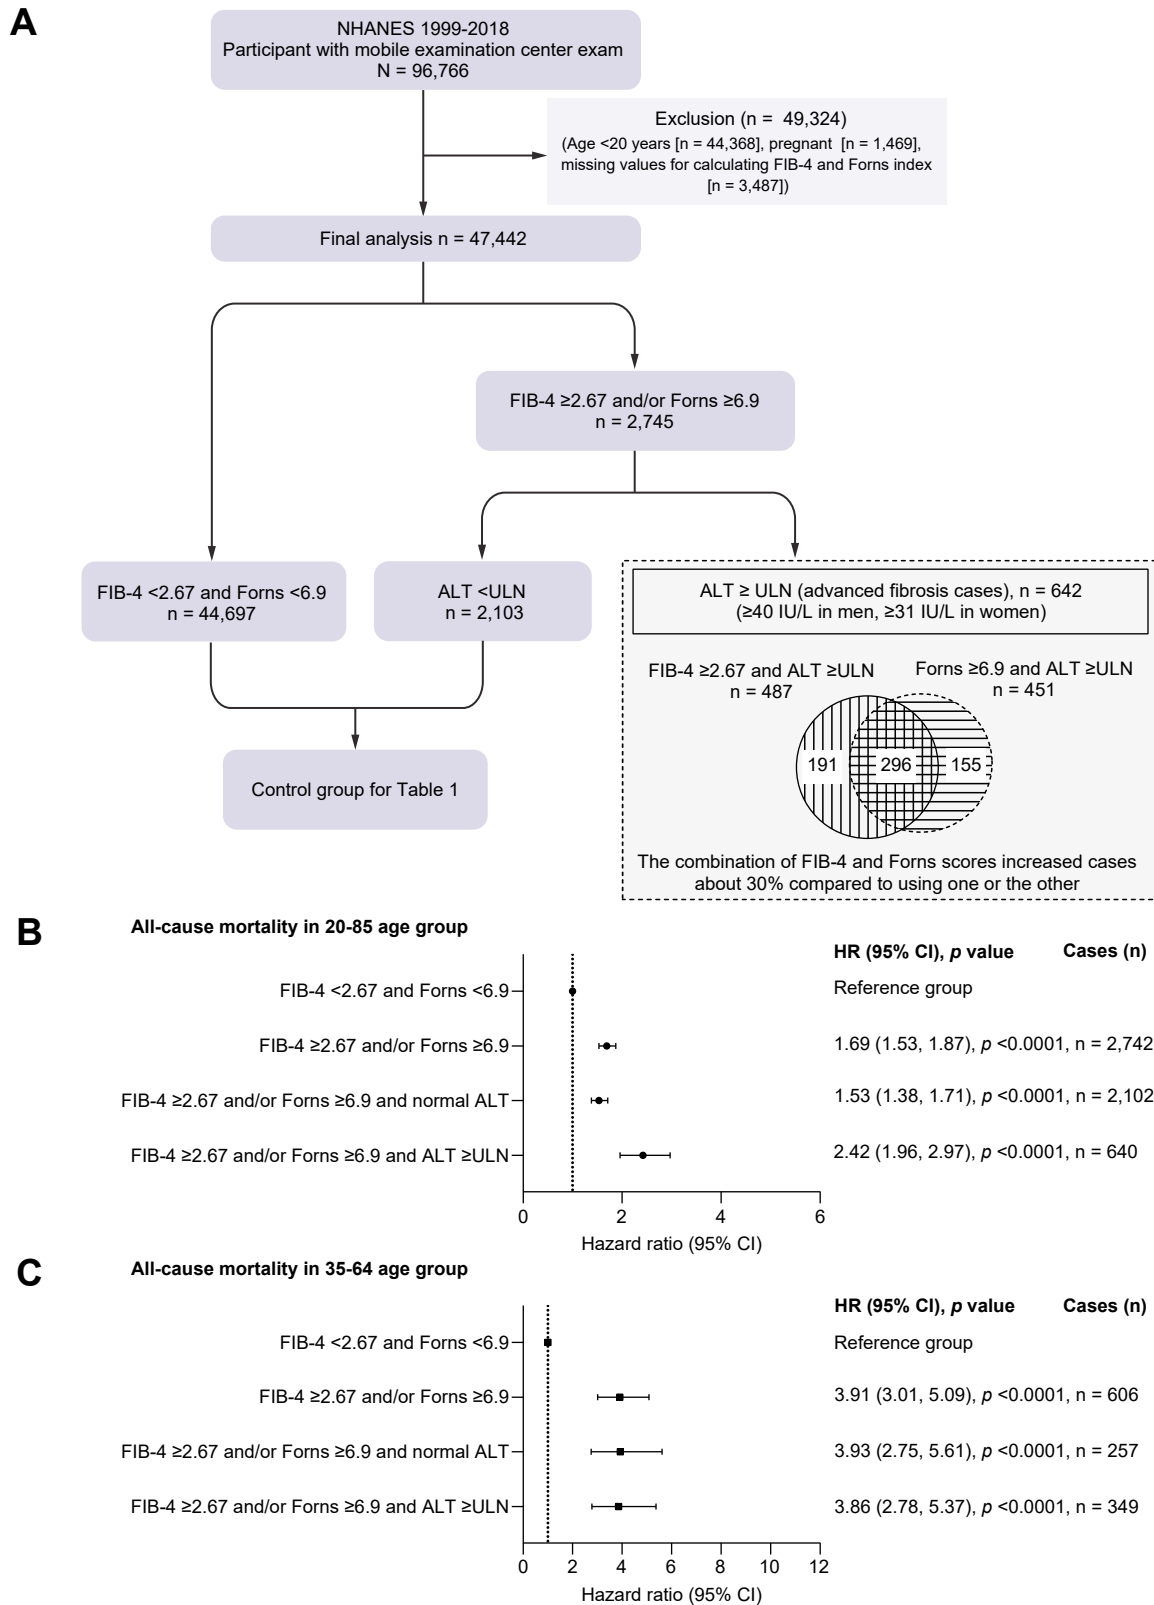 A
NHANES 1999-2018
Participant with mobile examination center exam
N = 96,766
Exclusion (n = 49,324)
(Age <20 years [n = 44,368], pregnant [n = 1,469],
missing values for calculating FIB-4 and Forns index
[n = 3,487])
Final analysis n = 47,442
FIB-4 ≥2.67 and/or Forns ≥6.9
n = 2,745
FIB-4 <2.67 and Forns <6.9
n = 44,697
ALT <ULN
n = 2,103
ALT ≥ ULN (advanced fibrosis cases), n = 642
(≥40 IU/L in men, ≥31 IU/L in women)
FIB-4 ≥2.67 and ALT ≥ULN
n = 487
Forns ≥6.9 and ALT ≥ULN
n = 451
191
296
155
The combination of FIB-4 and Forns scores increased cases
about 30% compared to using one or the other
Control group for Table 1
B
All-cause mortality in 20-85 age group
HR (95% CI), p value Cases (n)
FIB-4 <2.67 and Forns <6.9
Reference group
FIB-4 ≥2.67 and/or Forns ≥6.9
1.69 (1.53, 1.87), p <0.0001, n = 2,742
FIB-4 ≥2.67 and/or Forns ≥6.9 and normal ALT
1.53 (1.38, 1.71), p <0.0001, n = 2,102
FIB-4 ≥2.67 and/or Forns ≥6.9 and ALT ≥ULN
2.42 (1.96, 2.97), p <0.0001, n = 640
0 2 4 6
Hazard ratio (95% CI)
C
All-cause mortality in 35-64 age group
HR (95% CI), p value Cases (n)
FIB-4 <2.67 and Forns <6.9
Reference group
FIB-4 ≥2.67 and/or Forns ≥6.9
3.91 (3.01, 5.09), p <0.0001, n = 606
FIB-4 ≥2.67 and/or Forns ≥6.9 and normal ALT
3.93 (2.75, 5.61), p <0.0001, n = 257
FIB-4 ≥2.67 and/or Forns ≥6.9 and ALT ≥ULN
3.86 (2.78, 5.37), p <0.0001, n = 349
0 2 4 6 8 10 12
Hazard ratio (95% CI)